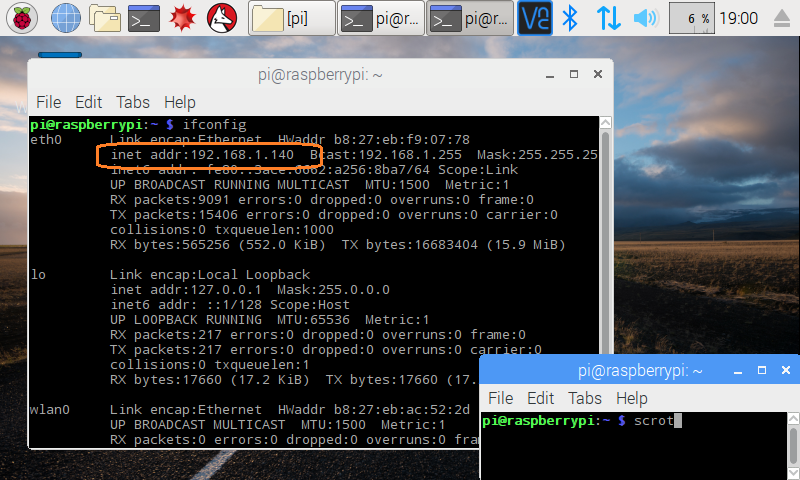 [pi] pi@r... pi@r... 6 % 19:00
pi@raspberrypi: ~
File Edit Tabs Help
pi@raspberrypi:~ $ ifconfig
eth0 Link encap:Ethernet HWaddr b8:27:eb:f9:07:78
inet addr:192.168.1.140 Bcast:192.168.1.255 Mask:255.255.25
inet6 addr: fe80::3ace:0662:a256:8ba7/64 Scope:Link
UP BROADCAST RUNNING MULTICAST MTU:1500 Metric:1
RX packets:9091 errors:0 dropped:0 overruns:0 frame:0
TX packets:15406 errors:0 dropped:0 overruns:0 carrier:0
collisions:0 txqueuelen:1000
RX bytes:565256 (552.0 KiB) TX bytes:16683404 (15.9 MiB)
lo Link encap:Local Loopback
inet addr:127.0.0.1 Mask:255.0.0.0
inet6 addr: ::1/128 Scope:Host
UP LOOPBACK RUNNING MTU:65536 Metric:1
RX packets:217 errors:0 dropped:0 overruns:0 frame:0
TX packets:217 errors:0 dropped:0 overruns:0 carrier:0
collisions:0 txqueuelen:1
RX bytes:17660 (17.2 KiB) TX bytes:17660 (17.
wlan0 Link encap:Ethernet HWaddr b8:27:eb:ac:52:2d
UP BROADCAST MULTICAST MTU:1500 Metric:1
RX packets:0 errors:0 dropped:0 overruns:0 fra
pi@raspberrypi: ~
File Edit Tabs Help
pi@raspberrypi:~ $ scrot